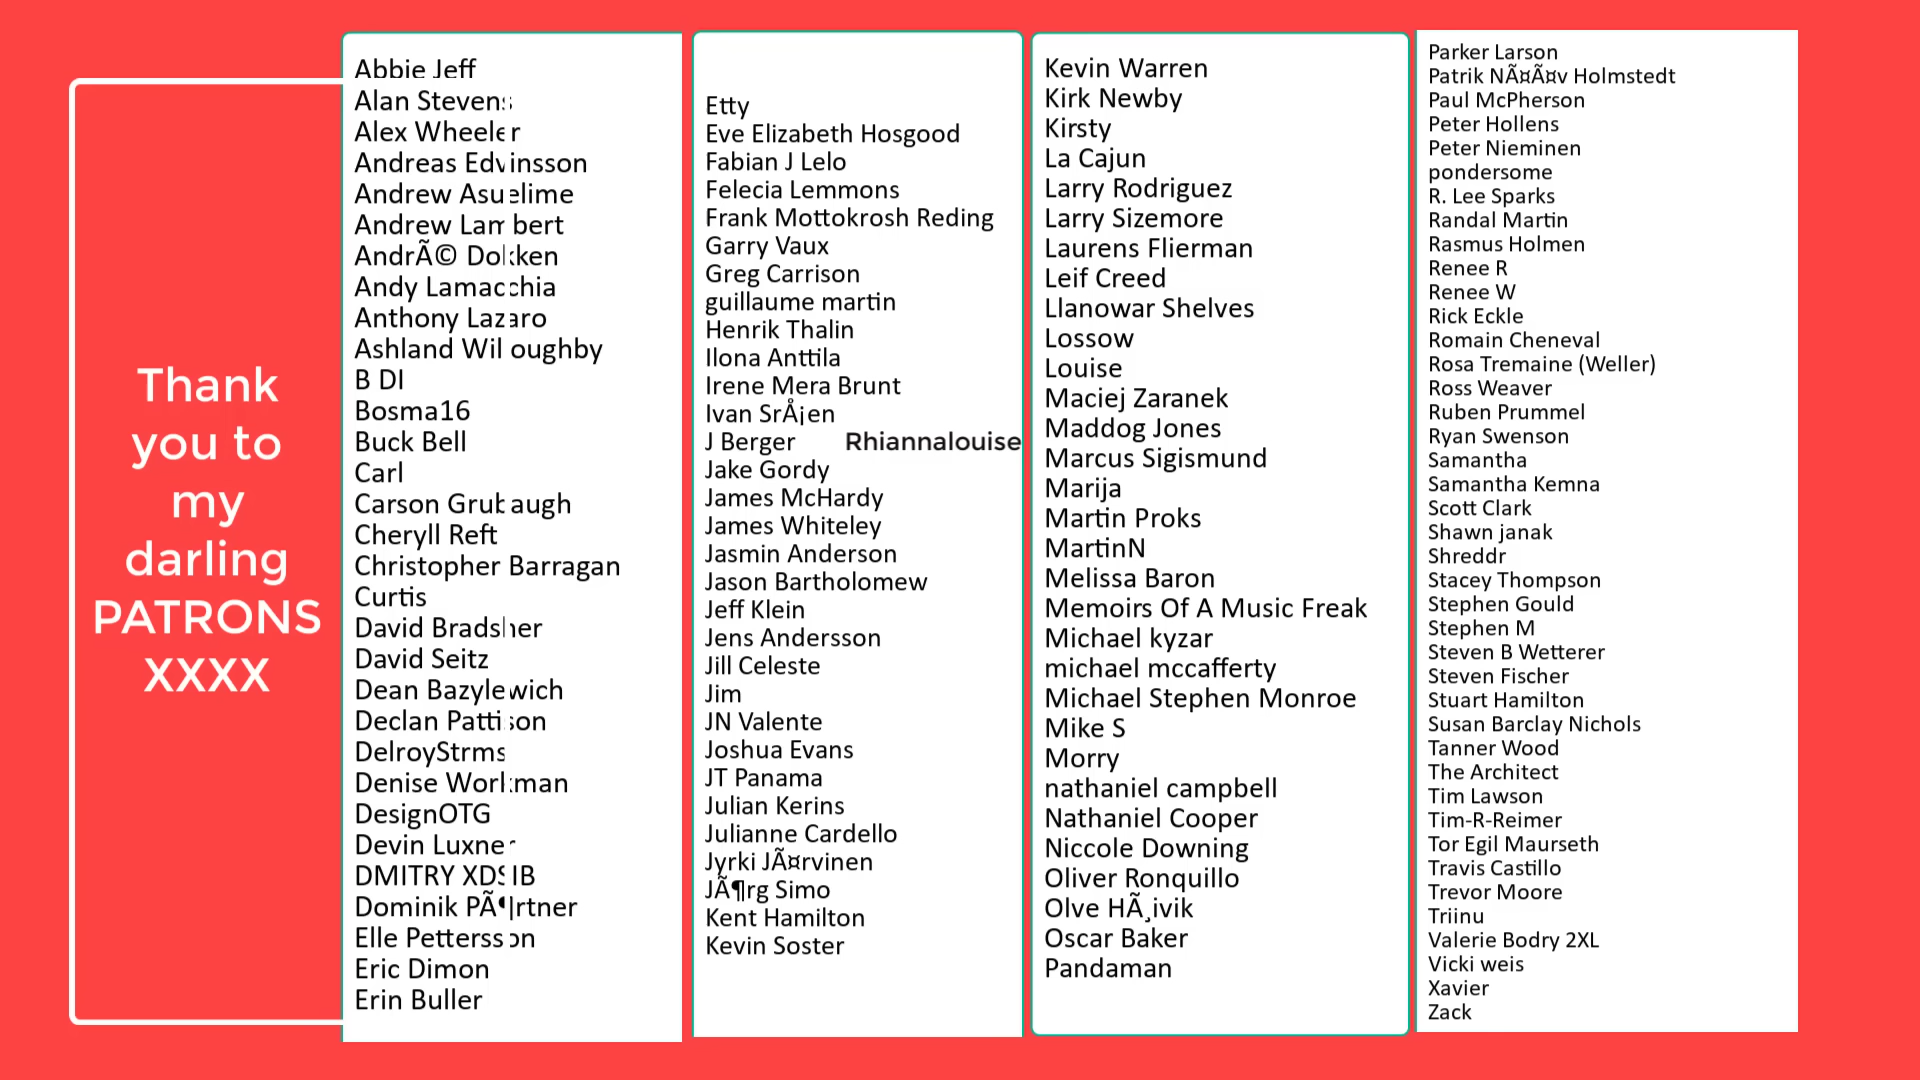 Thank
you to
my
darling
PATRONS
XXXX
Abbie Jeff
Alan Stevens
Alex Wheeler
Andreas Edvinsson
Andrew Asuelime
Andrew Lambert
AndrÃ© Dokken
Andy Lamacchia
Anthony Lazaro
Ashland Willoughby
B DI
Bosma16
Buck Bell
Carl
Carson Grubaugh
Cheryll Reft
Christopher Barragan
Curtis
David Bradsher
David Seitz
Dean Bazylewich
Declan Pattison
DelroyStrms
Denise Workman
DesignOTG
Devin Luxner
DMITRY XDSIB
Dominik PÃ¶rtner
Elle Pettersson
Eric Dimon
Erin Buller
Etty
Eve Elizabeth Hosgood
Fabian J Lelo
Felecia Lemmons
Frank Mottokrosh Reding
Garry Vaux
Greg Carrison
guillaume martin
Henrik Thalin
Ilona Anttila
Irene Mera Brunt
Ivan SrÅ¡en
J Berger Rhiannalouise
Jake Gordy
James McHardy
James Whiteley
Jasmin Anderson
Jason Bartholomew
Jeff Klein
Jens Andersson
Jill Celeste
Jim
JN Valente
Joshua Evans
JT Panama
Julian Kerins
Julianne Cardello
Jyrki JÃ¤rvinen
JÃ¶rg Simo
Kent Hamilton
Kevin Soster
Kevin Warren
Kirk Newby
Kirsty
La Cajun
Larry Rodriguez
Larry Sizemore
Laurens Flierman
Leif Creed
Llanowar Shelves
Lossow
Louise
Maciej Zaranek
Maddog Jones
Marcus Sigismund
Marija
Martin Proks
MartinN
Melissa Baron
Memoirs Of A Music Freak
Michael kyzar
michael mccafferty
Michael Stephen Monroe
Mike S
Morry
nathaniel campbell
Nathaniel Cooper
Niccole Downing
Oliver Ronquillo
Olve HÃ¸ivik
Oscar Baker
Pandaman
Parker Larson
Patrik NÃ¤Ã¤v Holmstedt
Paul McPherson
Peter Hollens
Peter Nieminen
pondersome
R. Lee Sparks
Randal Martin
Rasmus Holmen
Renee R
Renee W
Rick Eckle
Romain Cheneval
Rosa Tremaine (Weller)
Ross Weaver
Ruben Prummel
Ryan Swenson
Samantha
Samantha Kemna
Scott Clark
Shawn janak
Shreddr
Stacey Thompson
Stephen Gould
Stephen M
Steven B Wetterer
Steven Fischer
Stuart Hamilton
Susan Barclay Nichols
Tanner Wood
The Architect
Tim Lawson
Tim-R-Reimer
Tor Egil Maurseth
Travis Castillo
Trevor Moore
Triinu
Valerie Bodry 2XL
Vicki weis
Xavier
Zack